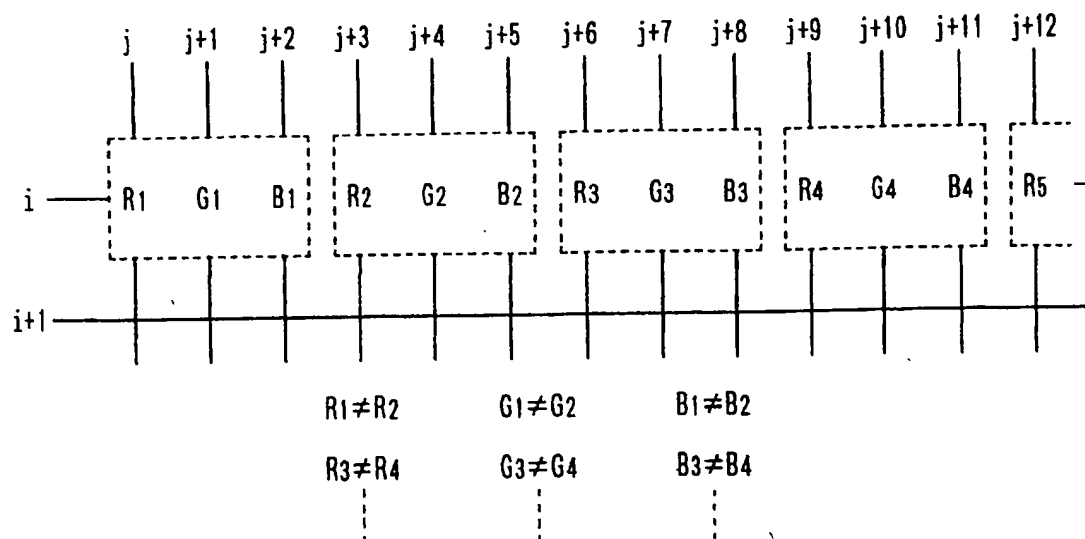 j j+1 j+2 j+3 j+4 j+5 j+6 j+7 j+8 j+9 j+10 j+11 j+12
i R1 G1 B1 R2 G2 B2 R3 G3 B3 R4 G4 B4 R5
i+1
R1≠R2 G1≠G2 B1≠B2
R3≠R4 G3≠G4 B3≠B4